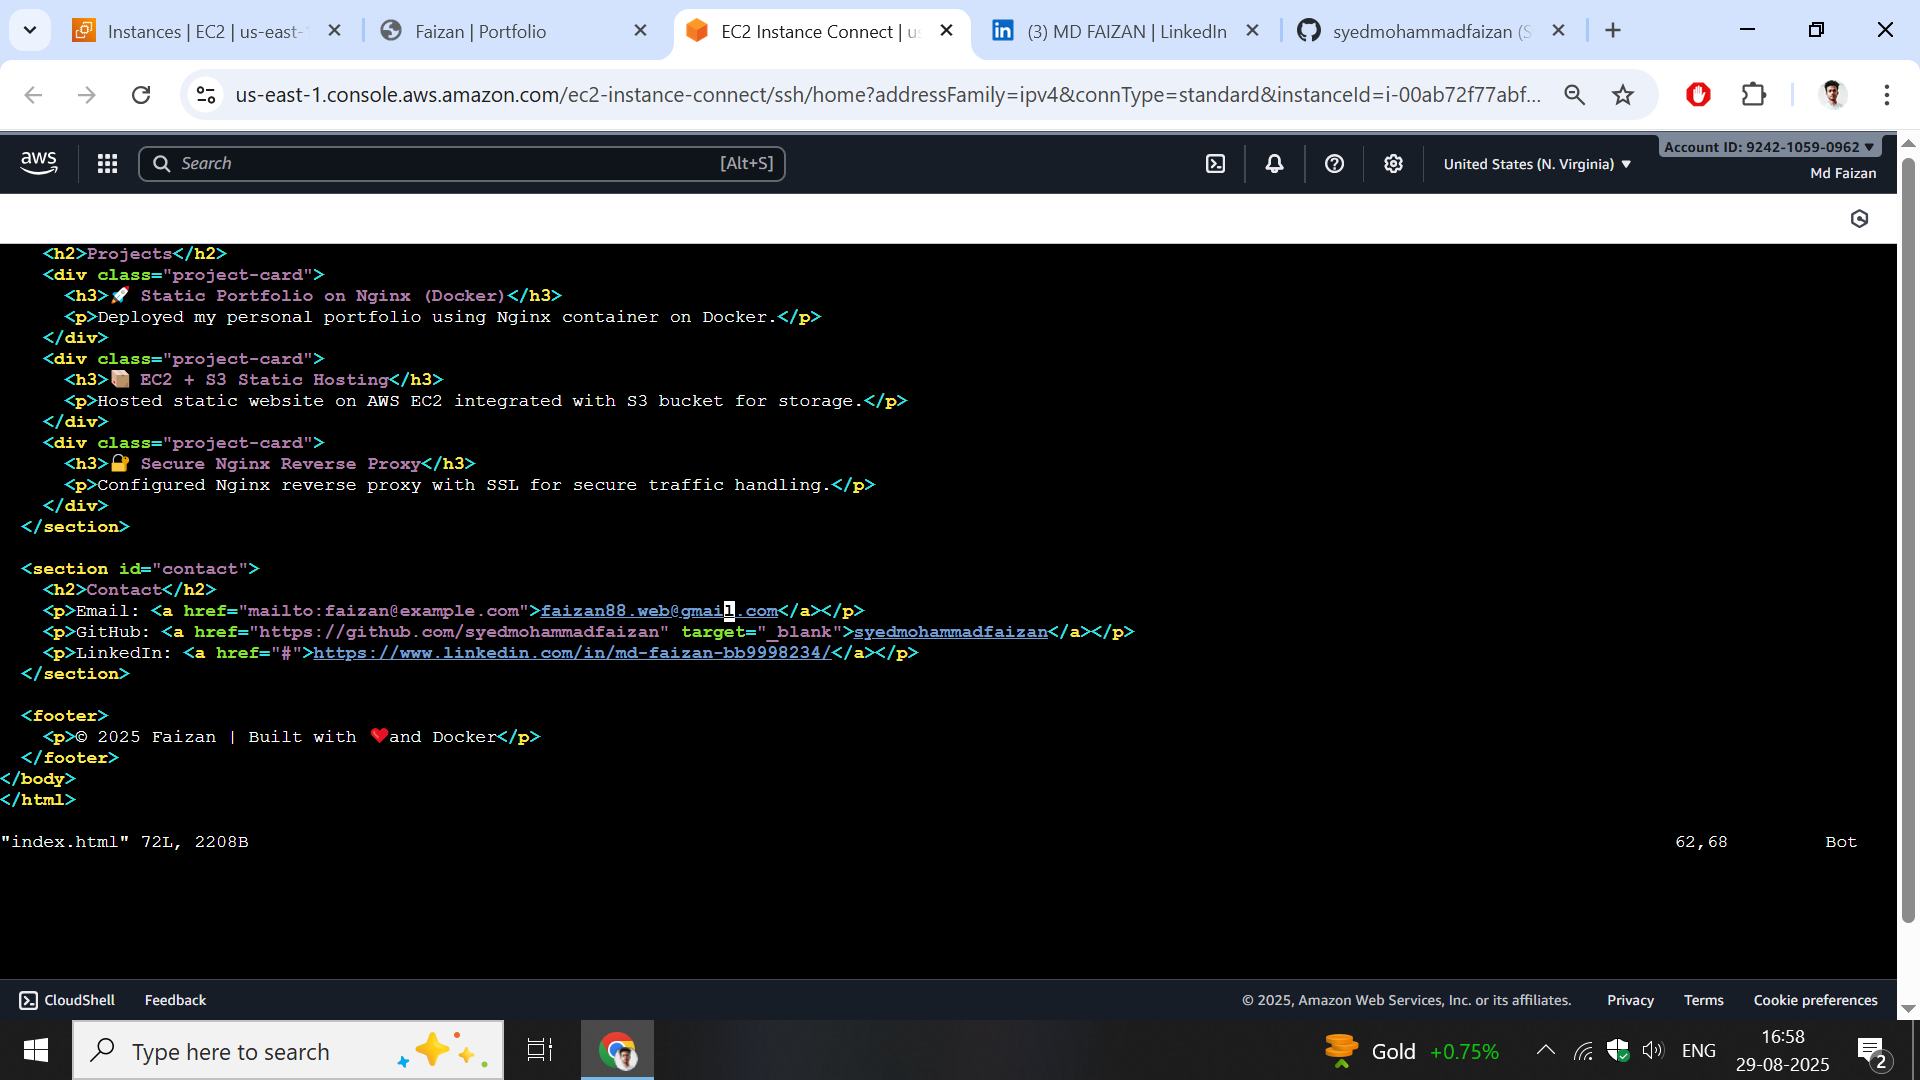 Instances | EC2 | us-east-
Faizan | Portfolio
EC2 Instance Connect | us
(3) MD FAIZAN | LinkedIn
syedmohammadfaizan (S
us-east-1.console.aws.amazon.com/ec2-instance-connect/ssh/home?addressFamily=ipv4&connType=standard&instanceId=i-00ab72f77abf...
aws
Search
[Alt+S]
United States (N. Virginia) ▼
Account ID: 9242-1059-0962 ▼
Md Faizan
<h2>Projects</h2>
<div class="project-card">
<h3>🚀 Static Portfolio on Nginx (Docker)</h3>
<p>Deployed my personal portfolio using Nginx container on Docker.</p>
</div>
<div class="project-card">
<h3>📦 EC2 + S3 Static Hosting</h3>
<p>Hosted static website on AWS EC2 integrated with S3 bucket for storage.</p>
</div>
<div class="project-card">
<h3>🔐 Secure Nginx Reverse Proxy</h3>
<p>Configured Nginx reverse proxy with SSL for secure traffic handling.</p>
</div>
</section>
<section id="contact">
<h2>Contact</h2>
<p>Email: <a href="mailto:faizan@example.com">faizan88.web@gmail.com</a></p>
<p>GitHub: <a href="https://github.com/syedmohammadfaizan" target="_blank">syedmohammadfaizan</a></p>
<p>LinkedIn: <a href="#">https://www.linkedin.com/in/md-faizan-bb9998234/</a></p>
</section>
<footer>
<p>© 2025 Faizan | Built with ❤️and Docker</p>
</footer>
</body>
</html>
"index.html" 72L, 2208B
62,68
Bot
CloudShell
Feedback
© 2025, Amazon Web Services, Inc. or its affiliates.
Privacy
Terms
Cookie preferences
Type here to search
Gold +0.75%
ENG
16:58
29-08-2025
2